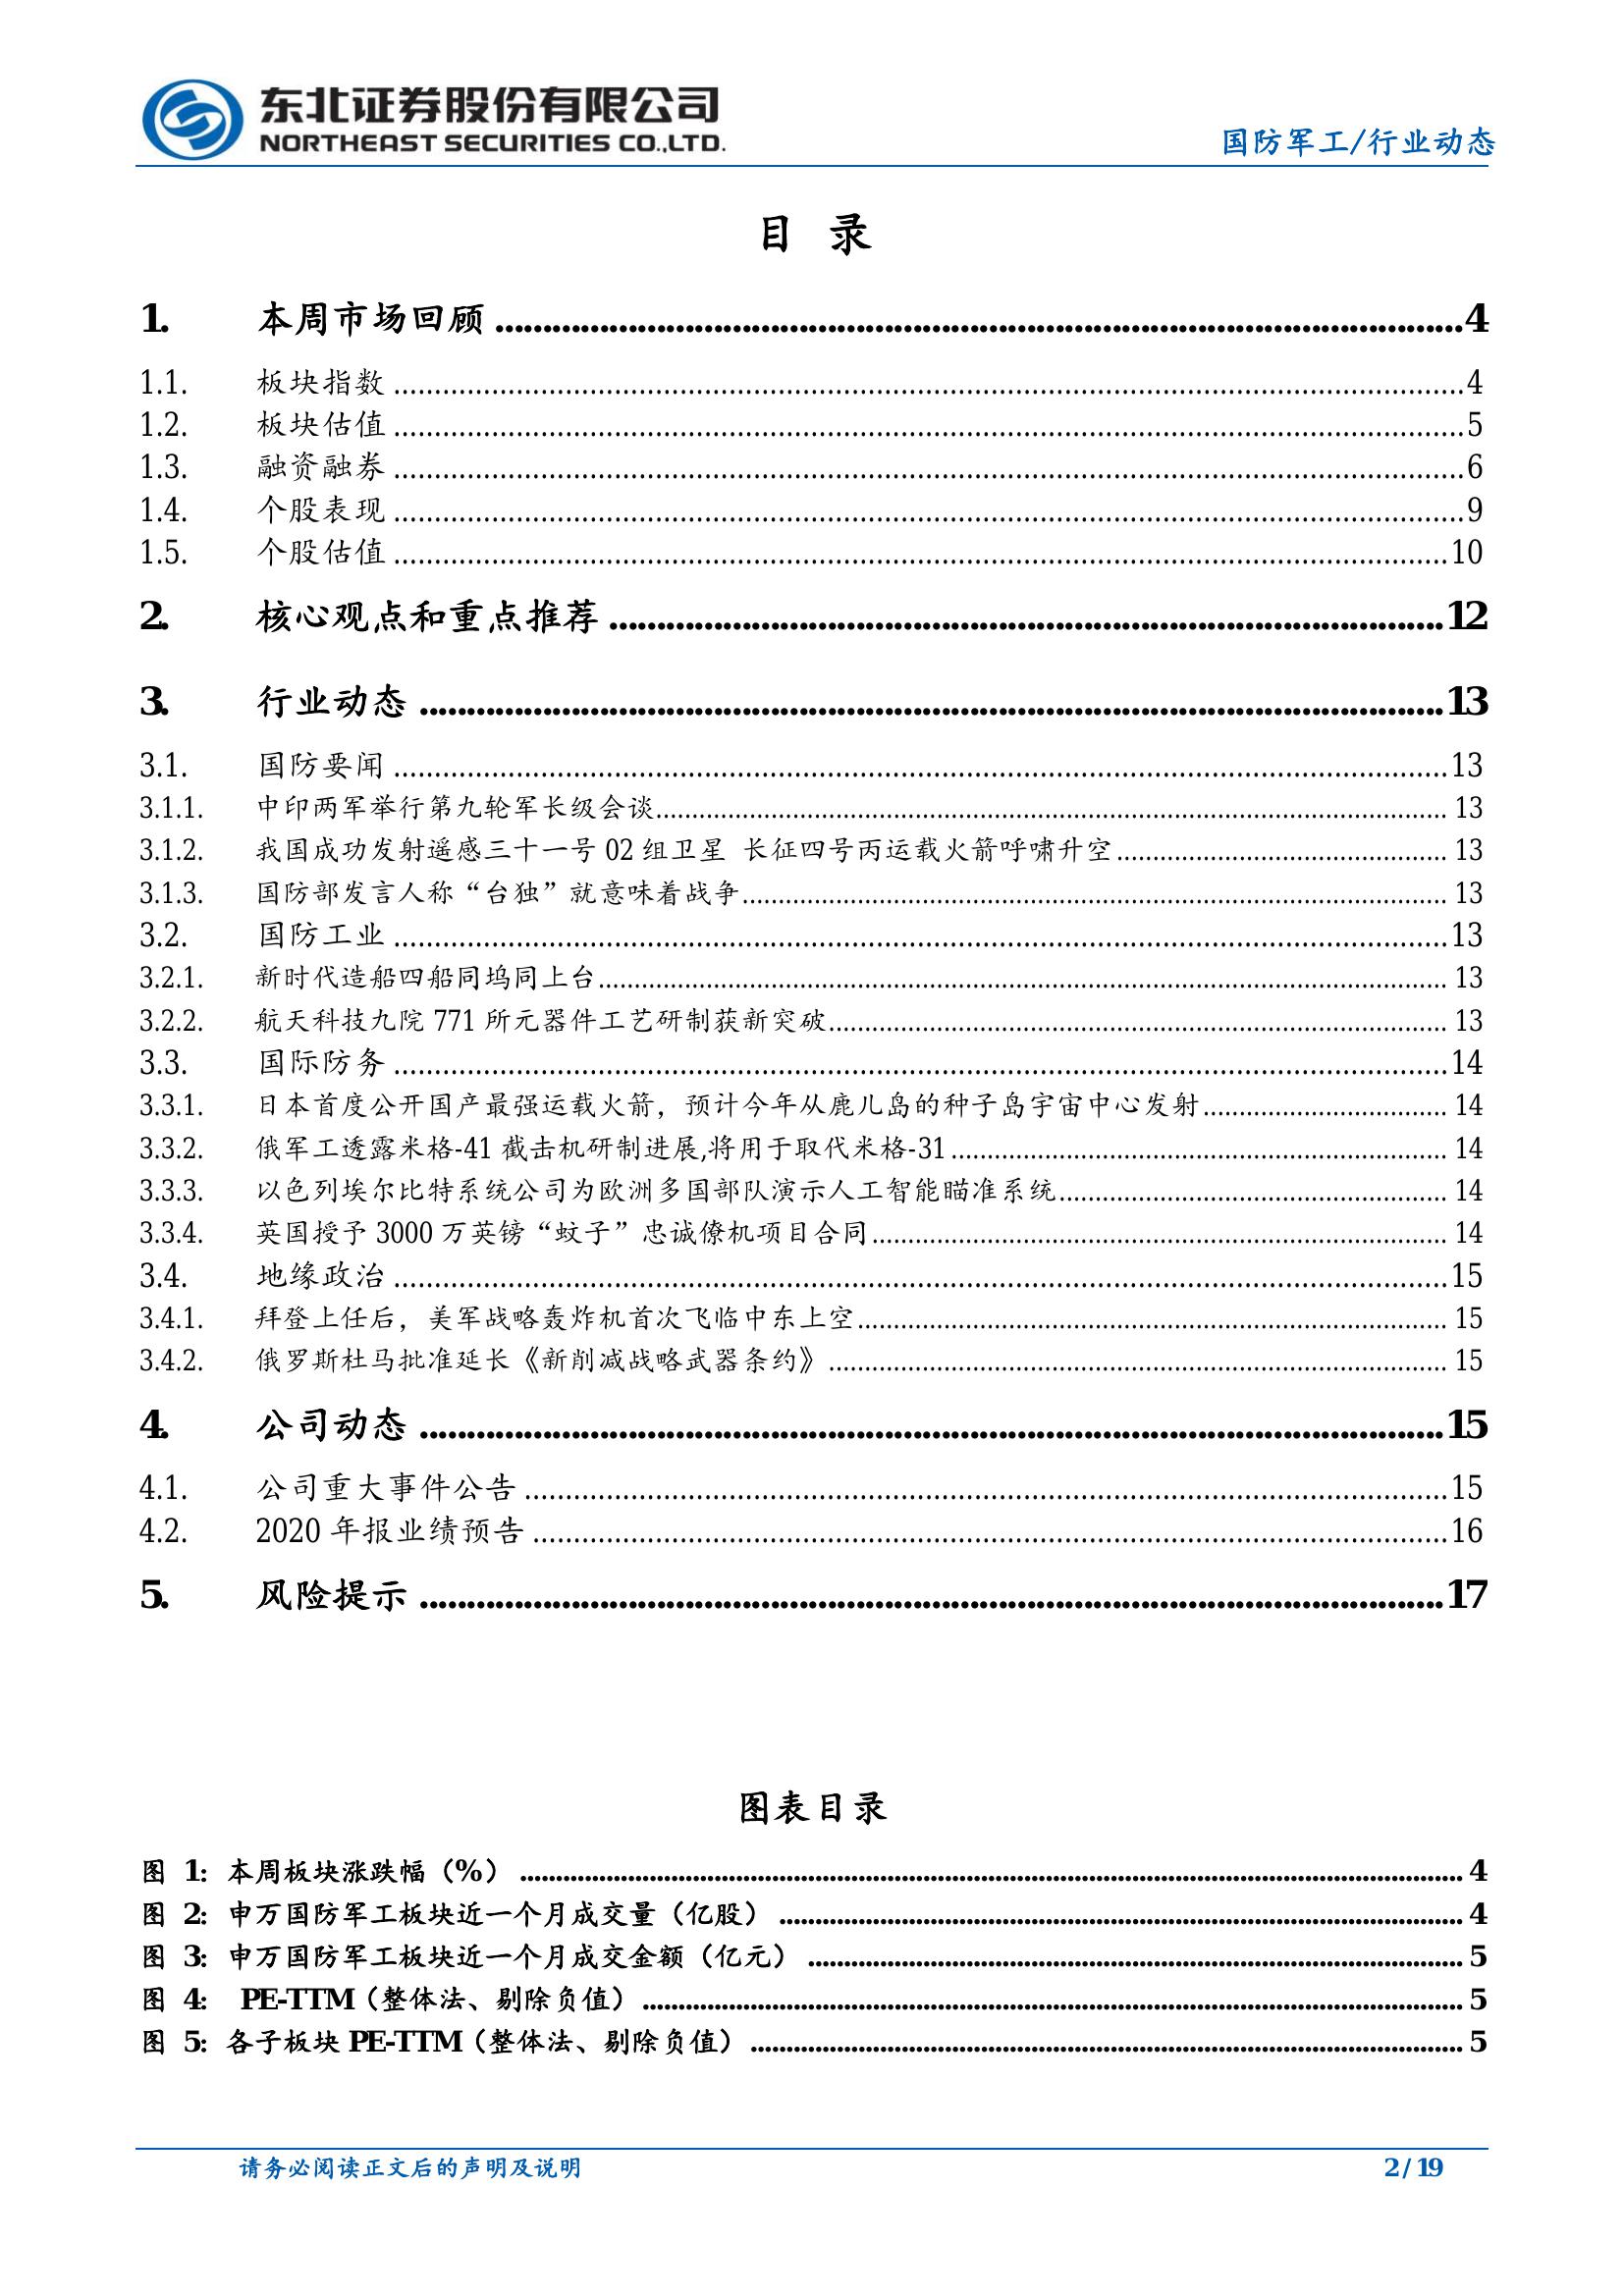 东北证券股份有限公司
NORTHEAST SECURITIES CO.,LTD.
国防军工/行业动态
目 录
1. 本周市场回顾 ........ 4
1.1. 板块指数 ........ 4
1.2. 板块估值 ........ 5
1.3. 融资融券 ........ 6
1.4. 个股表现 ........ 9
1.5. 个股估值 ........ 10
2. 核心观点和重点推荐 ........ 12
3. 行业动态 ........ 13
3.1. 国防要闻 ........ 13
3.1.1. 中印两军举行第九轮军长级会谈........ 13
3.1.2. 我国成功发射遥感三十一号 02 组卫星 长征四号丙运载火箭呼啸升空........ 13
3.1.3. 国防部发言人称“台独”就意味着战争........ 13
3.2. 国防工业 ........ 13
3.2.1. 新时代造船四船同坞同上台........ 13
3.2.2. 航天科技九院 771 所元器件工艺研制获新突破........ 13
3.3. 国际防务 ........ 14
3.3.1. 日本首度公开国产最强运载火箭，预计今年从鹿儿岛的种子岛宇宙中心发射........ 14
3.3.2. 俄军工透露米格-41 截击机研制进展,将用于取代米格-31........ 14
3.3.3. 以色列埃尔比特系统公司为欧洲多国部队演示人工智能瞄准系统........ 14
3.3.4. 英国授予 3000 万英镑“蚊子”忠诚僚机项目合同........ 14
3.4. 地缘政治 ........ 15
3.4.1. 拜登上任后，美军战略轰炸机首次飞临中东上空........ 15
3.4.2. 俄罗斯杜马批准延长《新削减战略武器条约》........ 15
4. 公司动态 ........ 15
4.1. 公司重大事件公告 ........ 15
4.2. 2020 年报业绩预告 ........ 16
5. 风险提示 ........ 17
图表目录
图 1: 本周板块涨跌幅（%） ........ 4
图 2: 申万国防军工板块近一个月成交量（亿股） ........ 4
图 3: 申万国防军工板块近一个月成交金额（亿元） ........ 5
图 4: PE-TTM（整体法、剔除负值）........ 5
图 5: 各子板块 PE-TTM（整体法、剔除负值） ........ 5
请务必阅读正文后的声明及说明
2 / 19